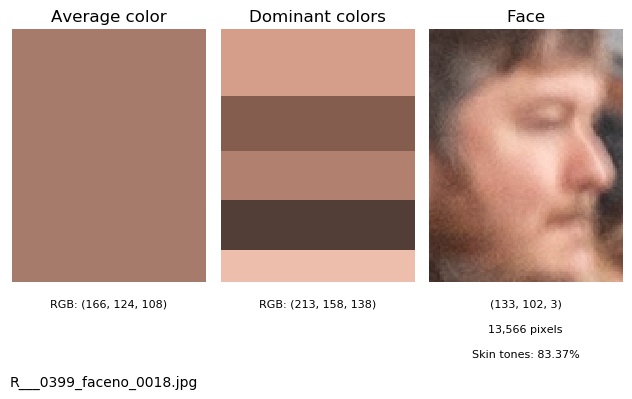 Average color
Dominant colors
Face
RGB: (166, 124, 108)
RGB: (213, 158, 138)
(133, 102, 3)
13,566 pixels
Skin tones: 83.37%
R___0399_faceno_0018.jpg